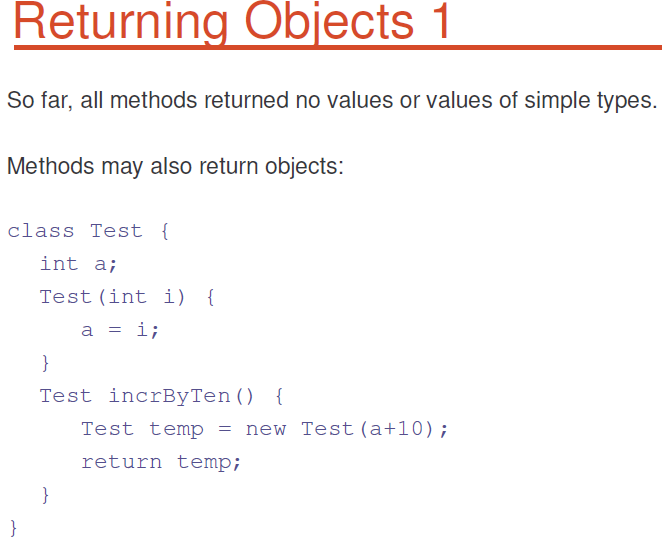 Returning Objects 1
So far, all methods returned no values or values of simple types.
Methods may also return objects:
class Test {
int a;
Test(int i) {
a = i;
}
Test incrByTen() {
Test temp = new Test(a+10);
return temp;
}
}